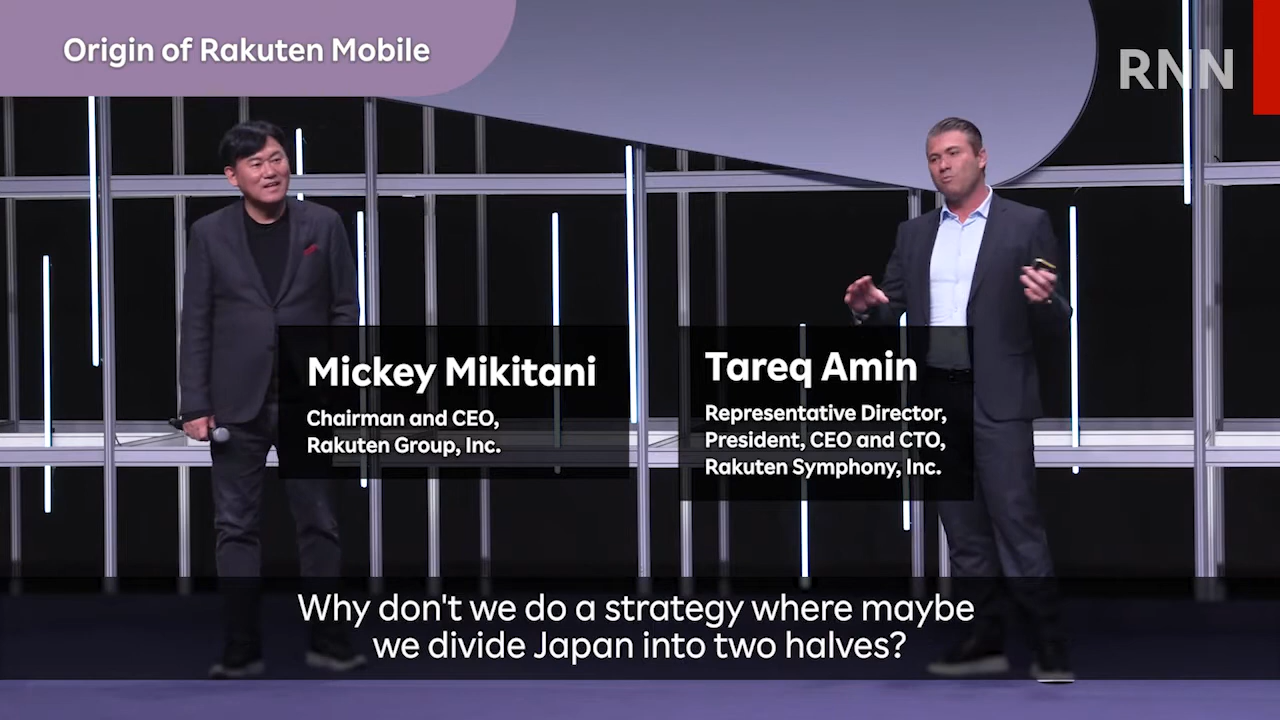 Origin of Rakuten Mobile
RNN
Mickey Mikitani
Chairman and CEO,
Rakuten Group, Inc.
Tareq Amin
Representative Director,
President, CEO and CTO,
Rakuten Symphony, Inc.
Why don't we do a strategy where maybe
we divide Japan into two halves?